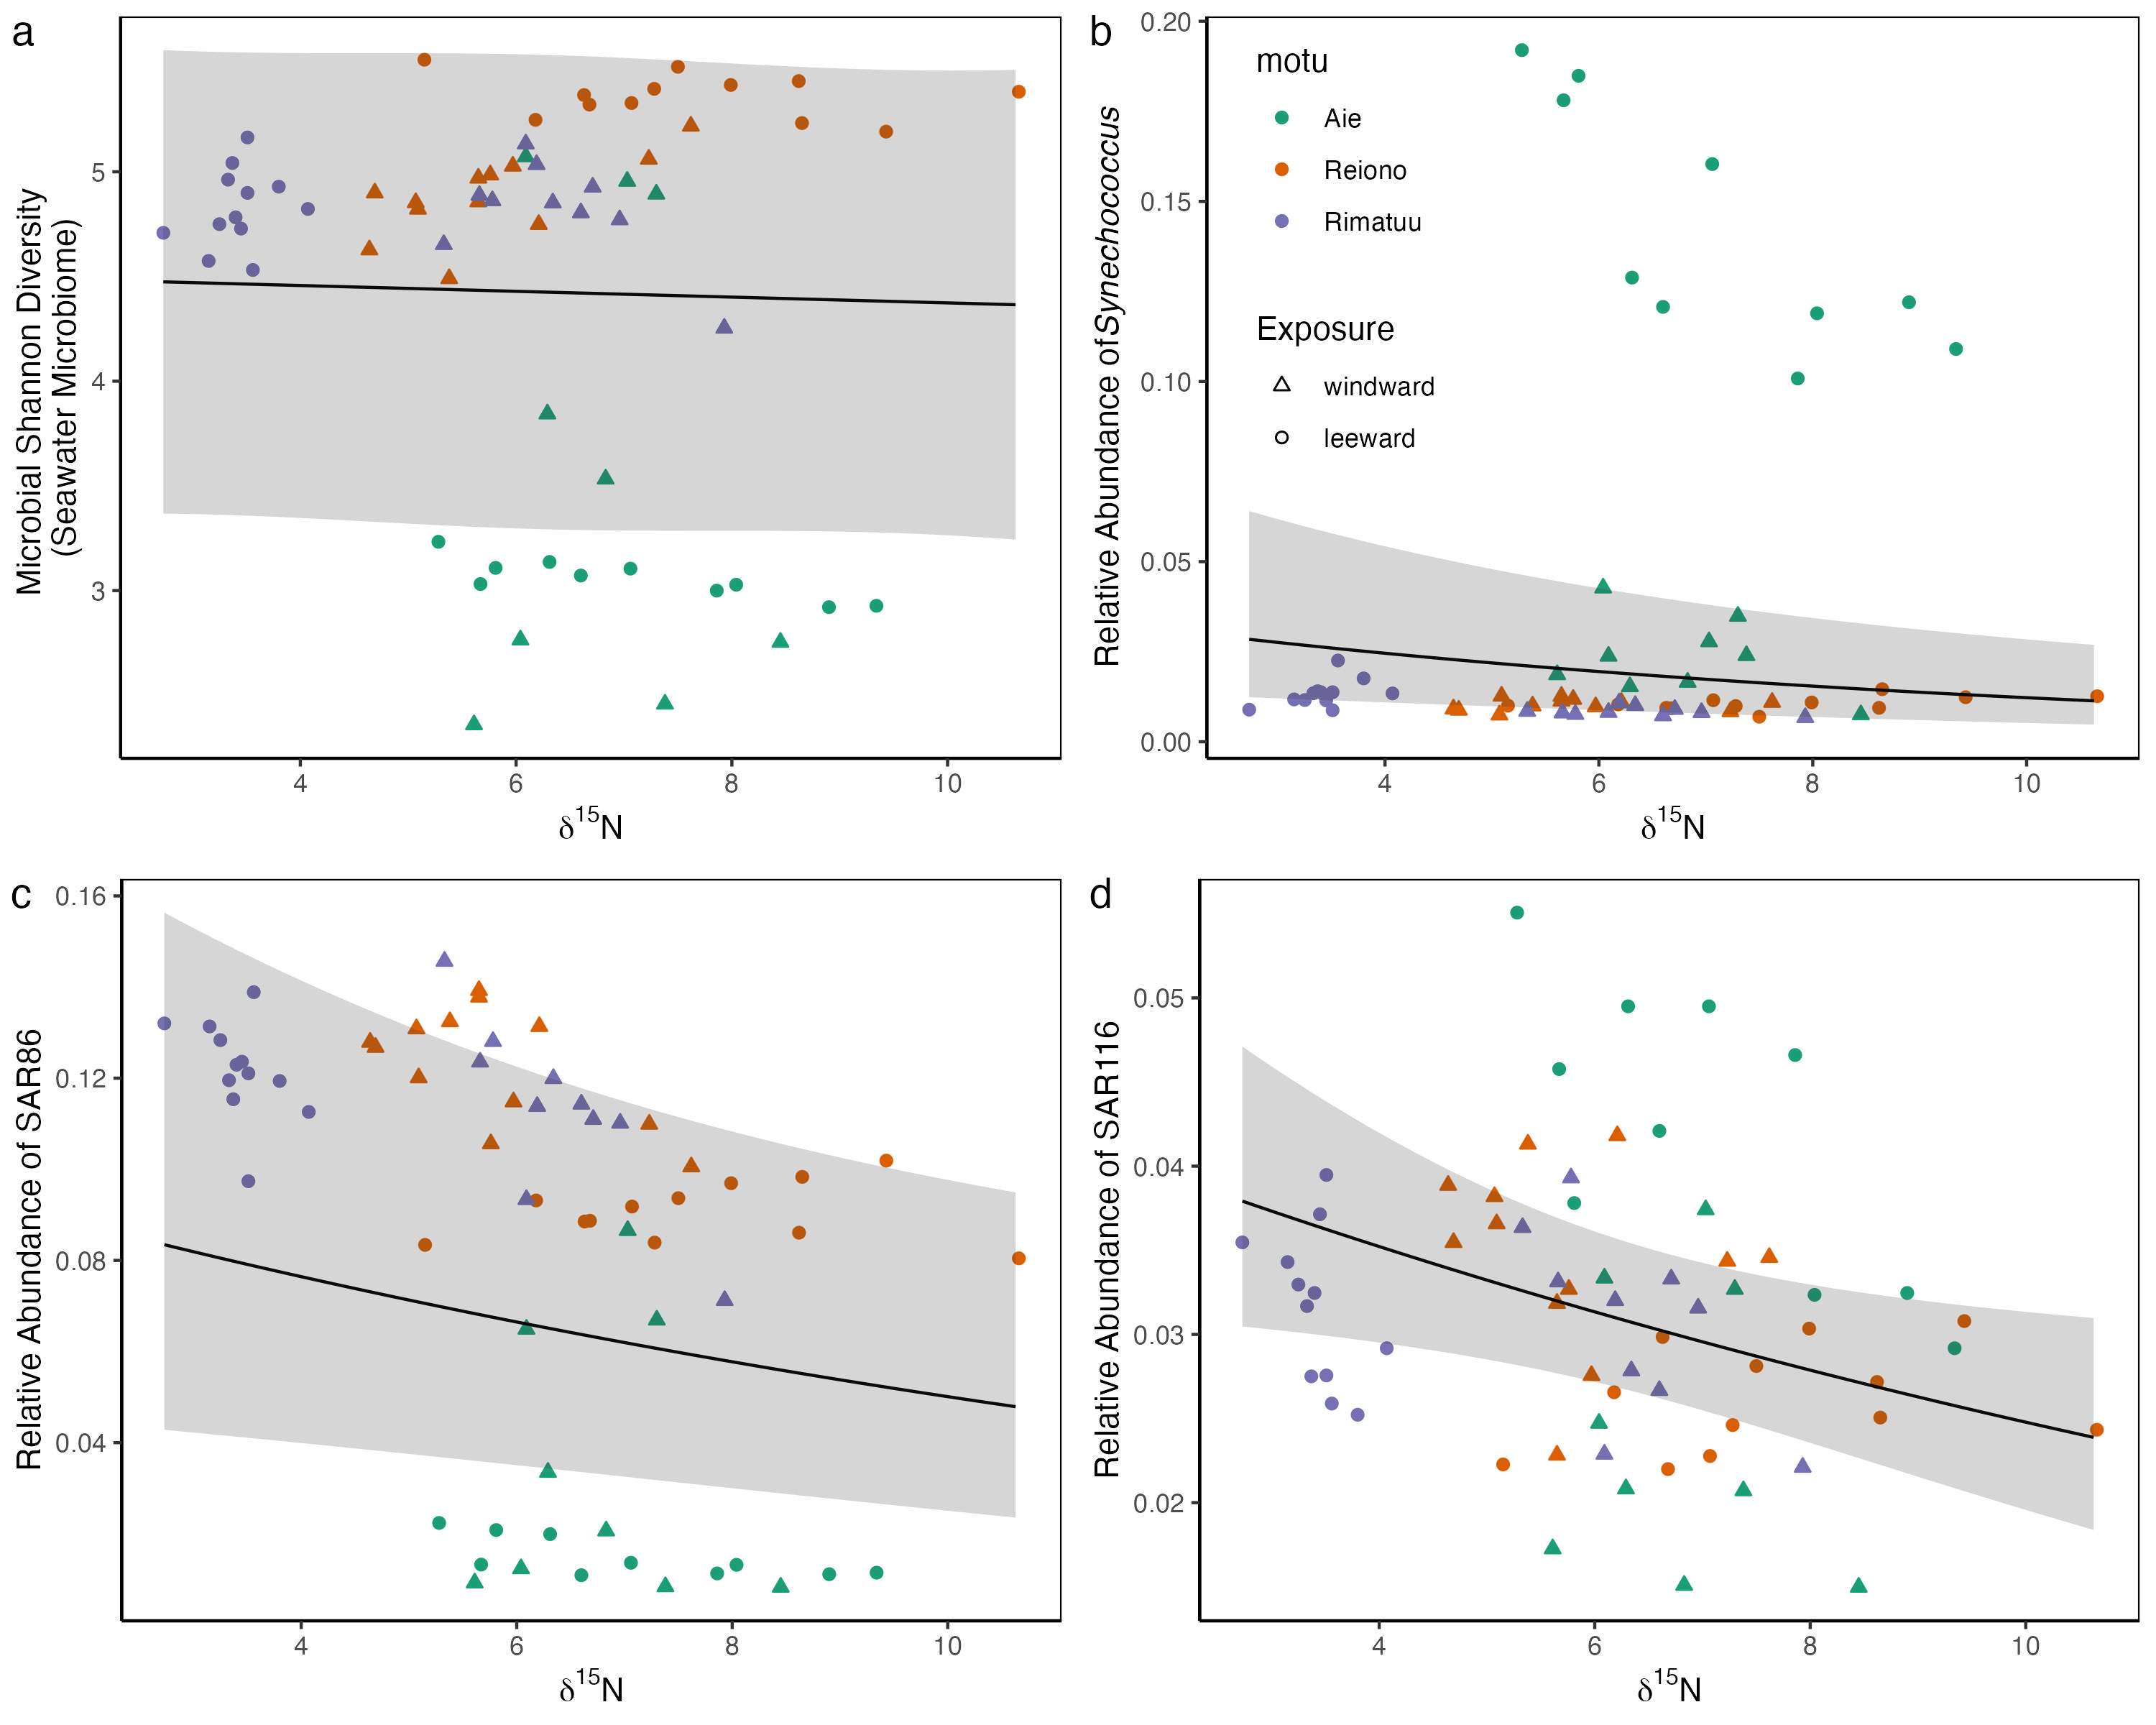 a
Microbial Shannon Diversity
(Seawater Microbiome)
5
4
3
4 6 8 10
δ¹⁵N
b
Relative Abundance of Synechococcus
0.20
0.15
0.10
0.05
0.00
motu
Aie
Reiono
Rimatuu
Exposure
windward
leeward
4 6 8 10
δ¹⁵N
c
Relative Abundance of SAR86
0.16
0.12
0.08
0.04
4 6 8 10
δ¹⁵N
d
Relative Abundance of SAR116
0.05
0.04
0.03
0.02
4 6 8 10
δ¹⁵N